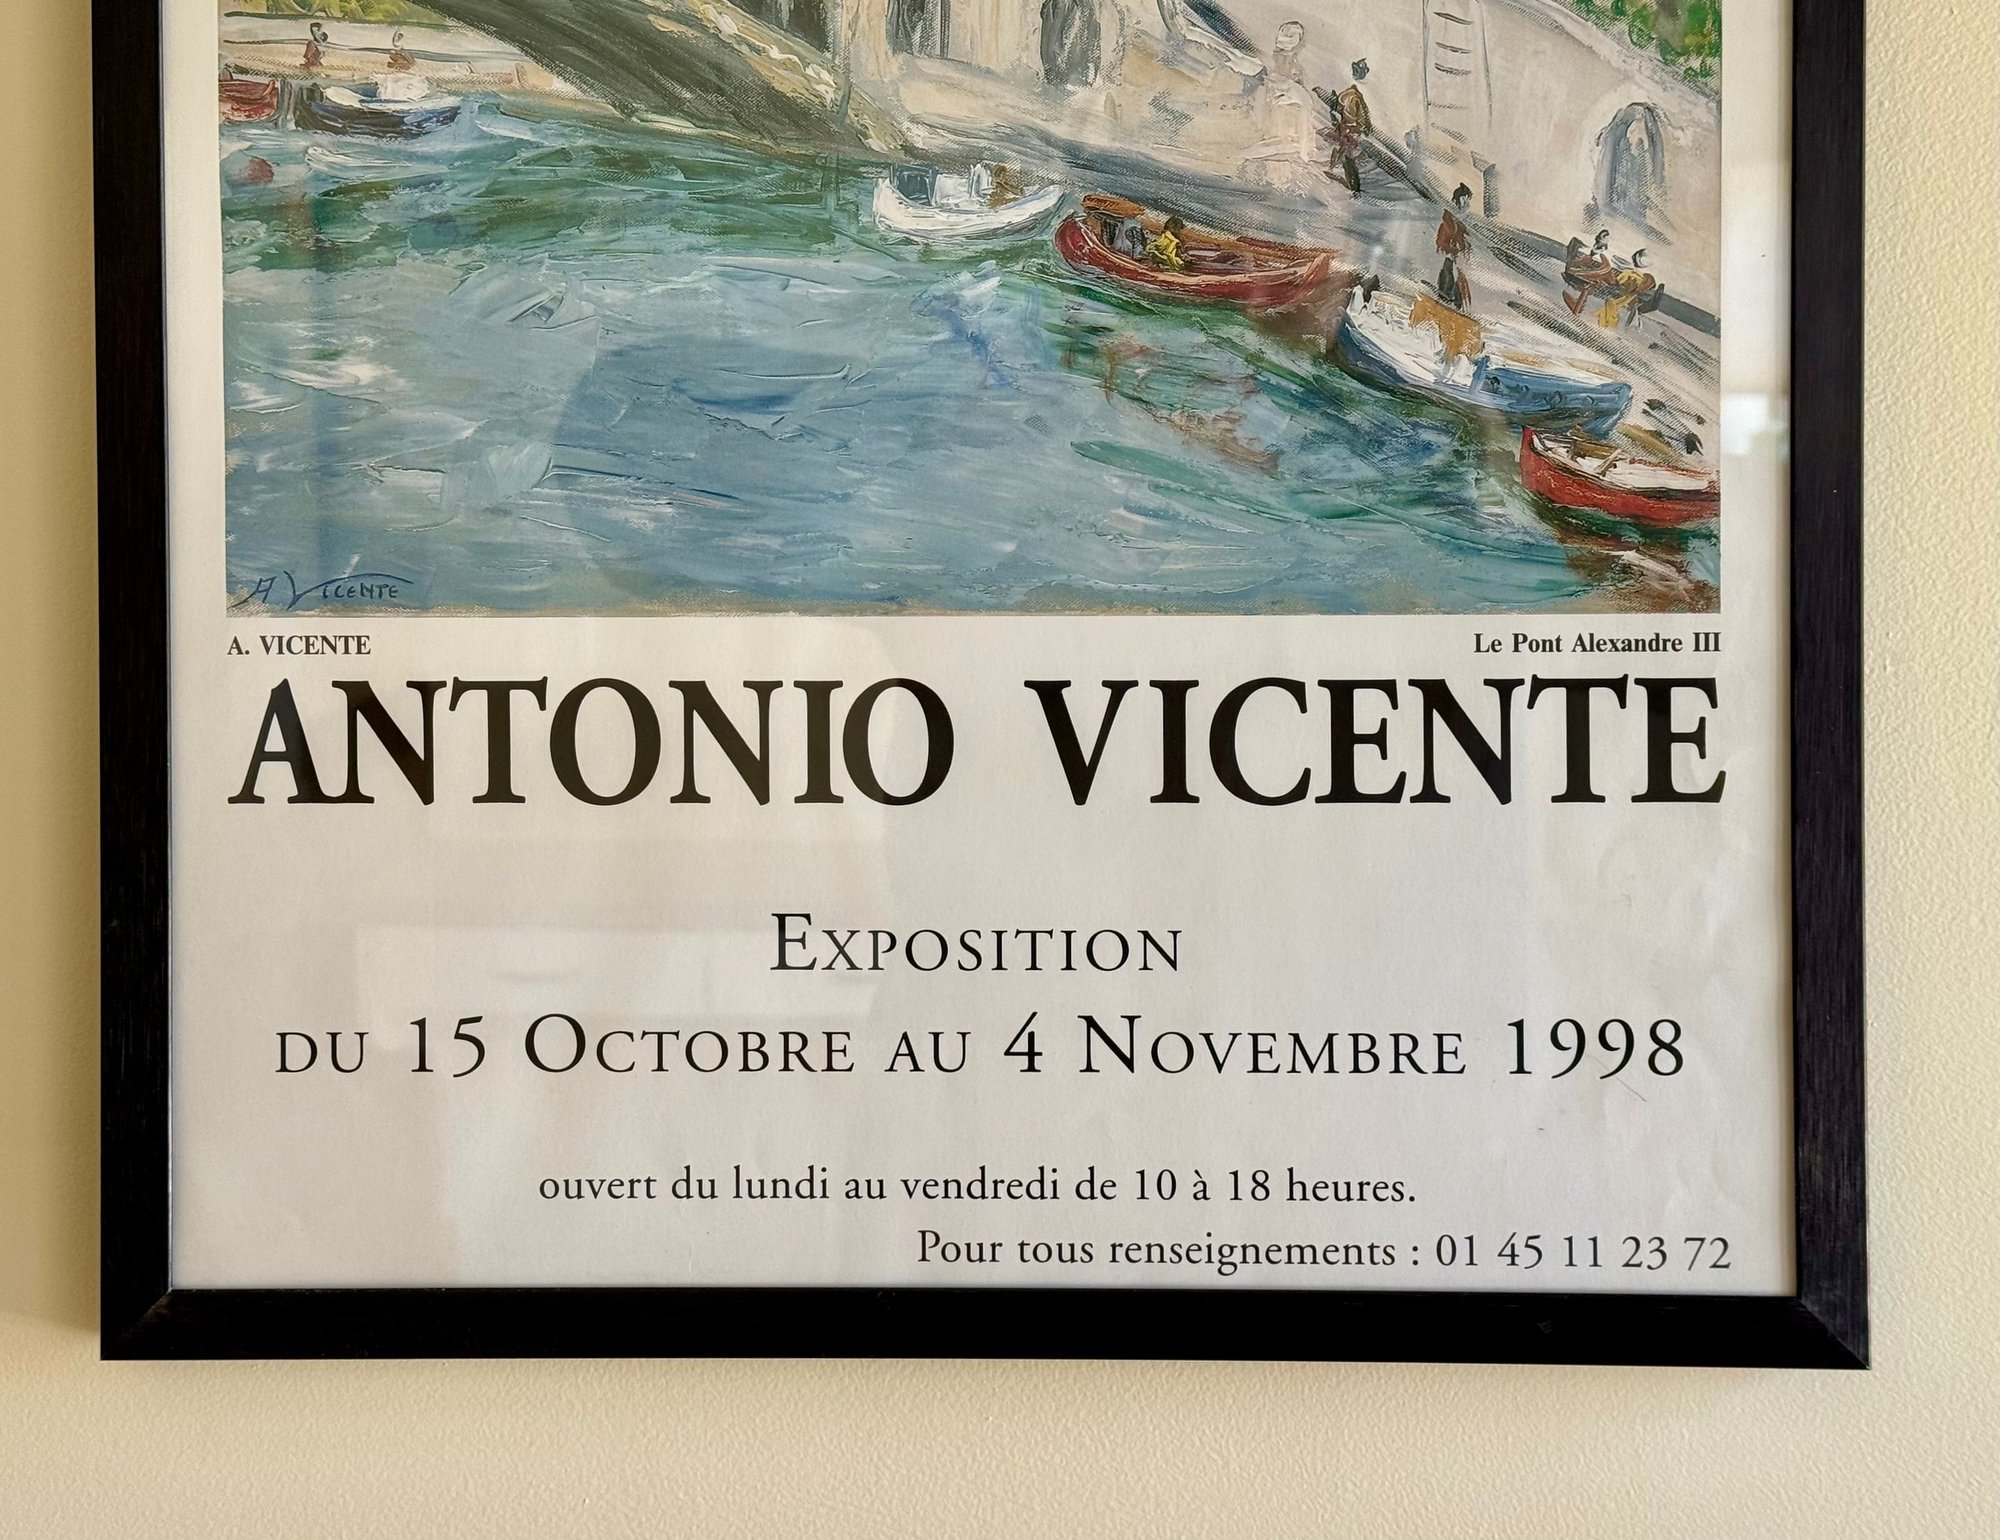 A VICENTE
A. VICENTE
Le Pont Alexandre III
ANTONIO VICENTE
EXPOSITION
DU 15 OCTOBRE AU 4 NOVEMBRE 1998
ouvert du lundi au vendredi de 10 à 18 heures.
Pour tous renseignements : 01 45 11 23 72